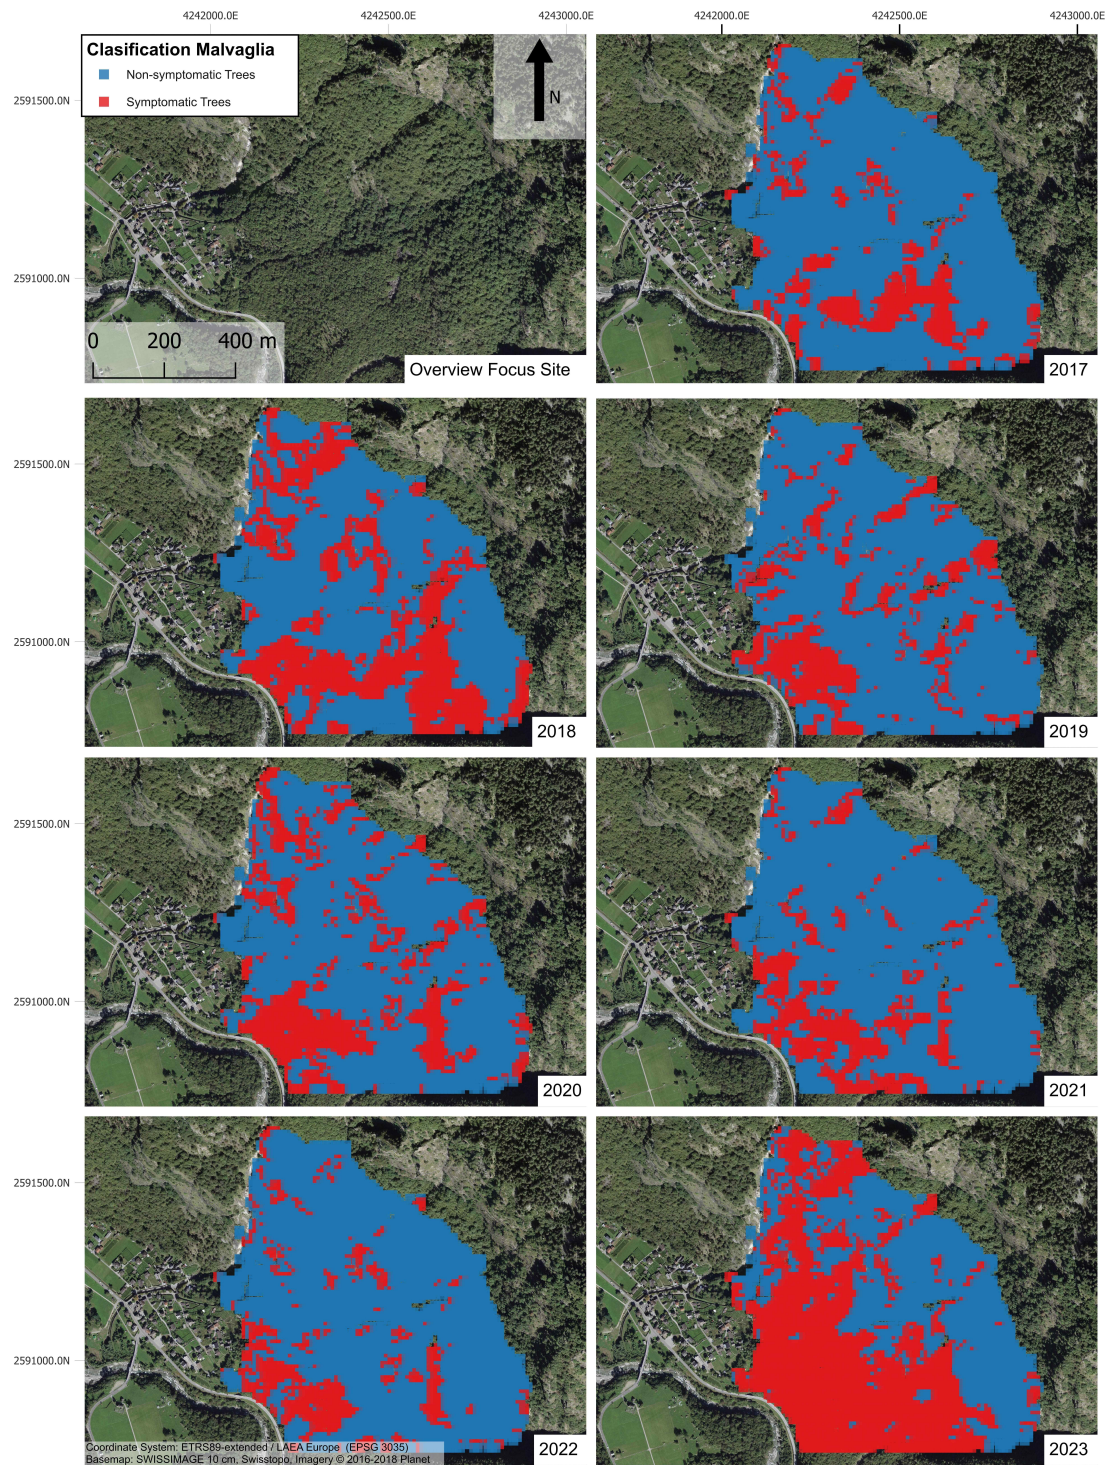 4242000.0E 4242500.0E 4243000.0E 4242000.0E 4242500.0E 4243000.0E
Clasification Malvaglia
Non-symptomatic Trees
Symptomatic Trees
N
2591500.0N
2591000.0N
0 200 400 m
Overview Focus Site
2017
2591500.0N
2591000.0N
2018
2019
2591500.0N
2591000.0N
2020
2021
2591500.0N
2591000.0N
Coordinate System: ETRS89-extended / LAEA Europe (EPSG 3035)
Basemap: SWISSIMAGE 10 cm, Swisstopo, Imagery © 2016-2018 Planet
2022
2023